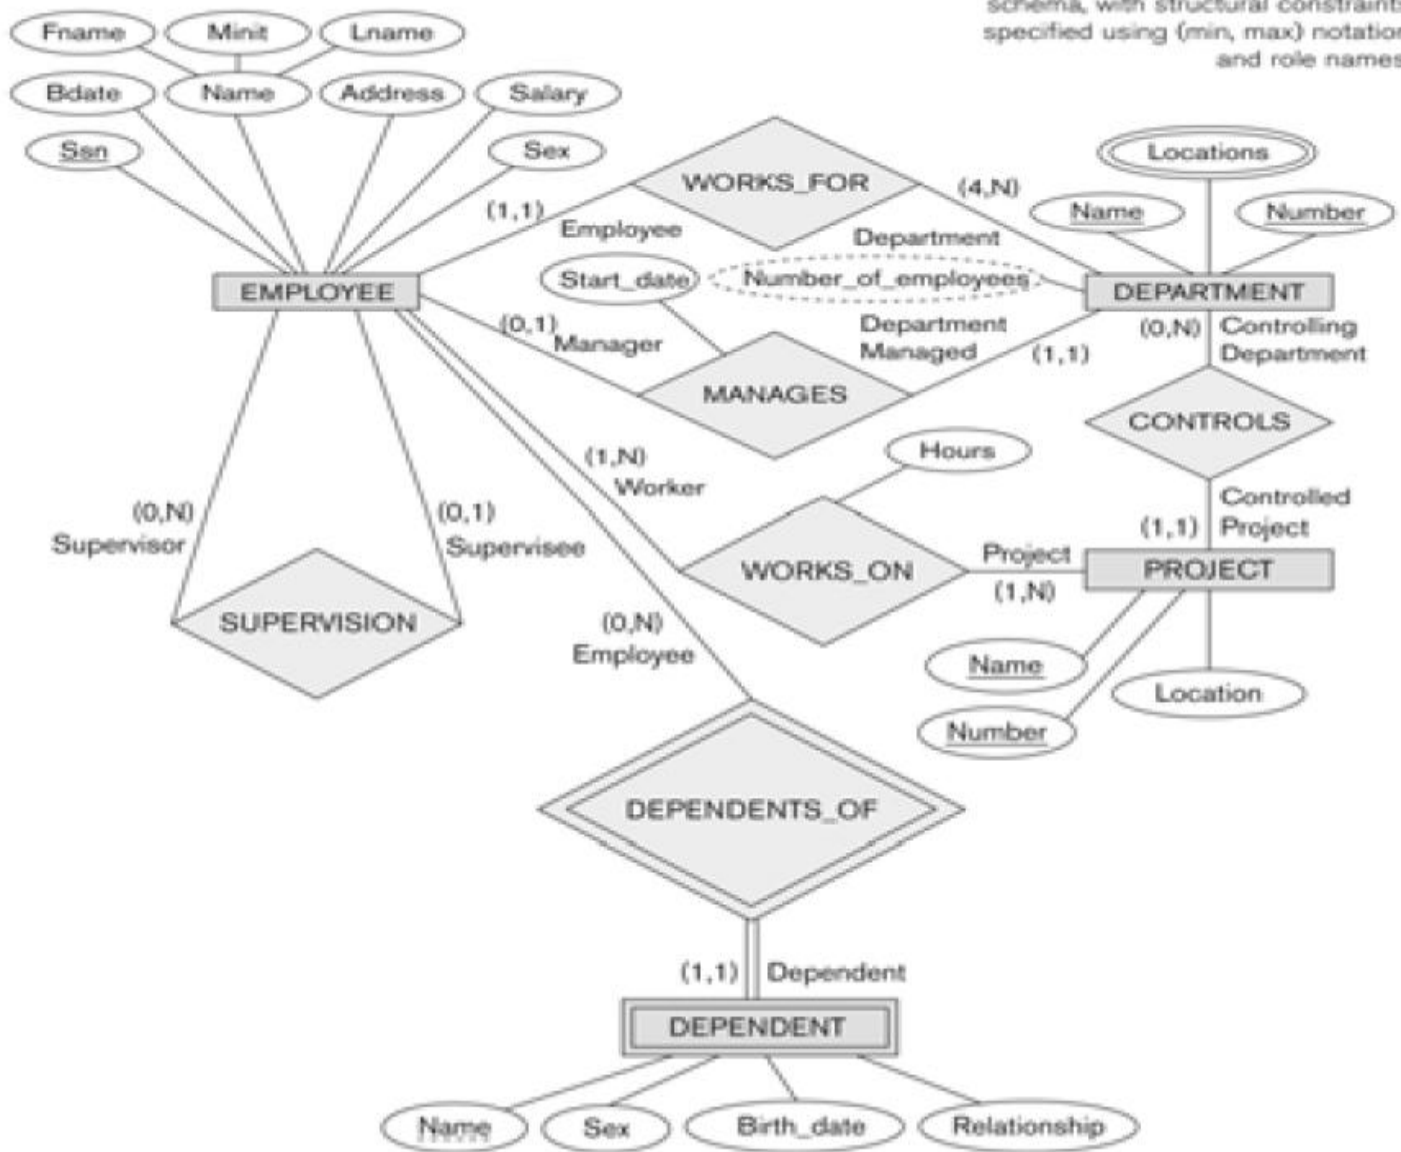 schema, with structural constraints
specified using (min, max) notation
and role names
Fname
Minit
Lname
Bdate
Name
Address
Salary
Ssn
Sex
WORKS_FOR
Locations
(4,N)
Name
Number
(1,1)
Employee
Department
Start_date
Number_of_employees
EMPLOYEE
DEPARTMENT
(0,1)
Manager
Department
Managed
(1,1)
(0,N)
Controlling
Department
MANAGES
CONTROLS
Hours
(1,N)
Worker
(0,N)
Supervisor
(0,1)
Supervisee
Controlled
Project
(1,1)
Project
(1,N)
WORKS_ON
PROJECT
SUPERVISION
(0,N)
Employee
Name
Location
Number
DEPENDENTS_OF
(1,1)
Dependent
DEPENDENT
Name
Sex
Birth_date
Relationship